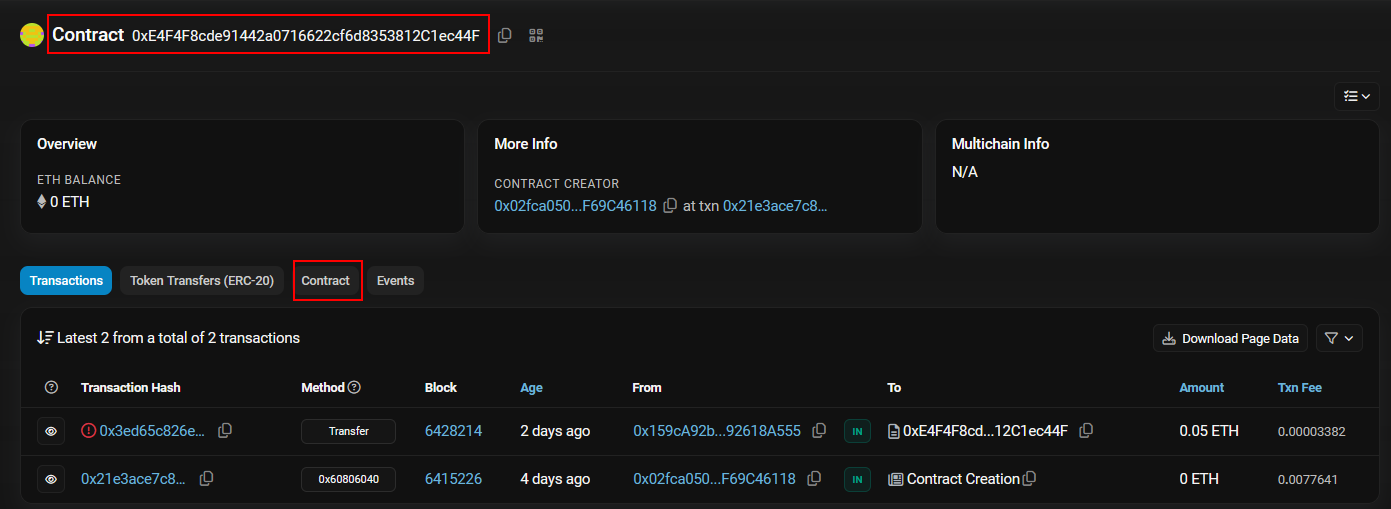 Contract 0xE4F4F8cde91442a0716622cf6d8353812C1ec44F
Overview
ETH BALANCE
0 ETH
More Info
CONTRACT CREATOR
0x02fca050...F69C46118 at txn 0x21e3ace7c8...
Multichain Info
N/A
Transactions Token Transfers (ERC-20) Contract Events
Latest 2 from a total of 2 transactions Download Page Data
Transaction Hash Method Block Age From To Amount Txn Fee
0x3ed65c826e... Transfer 6428214 2 days ago 0x159cA92b...92618A555 IN 0xE4F4F8cd...12C1ec44F 0.05 ETH 0.00003382
0x21e3ace7c8... 0x60806040 6415226 4 days ago 0x02fca050...F69C46118 IN Contract Creation 0 ETH 0.0077641